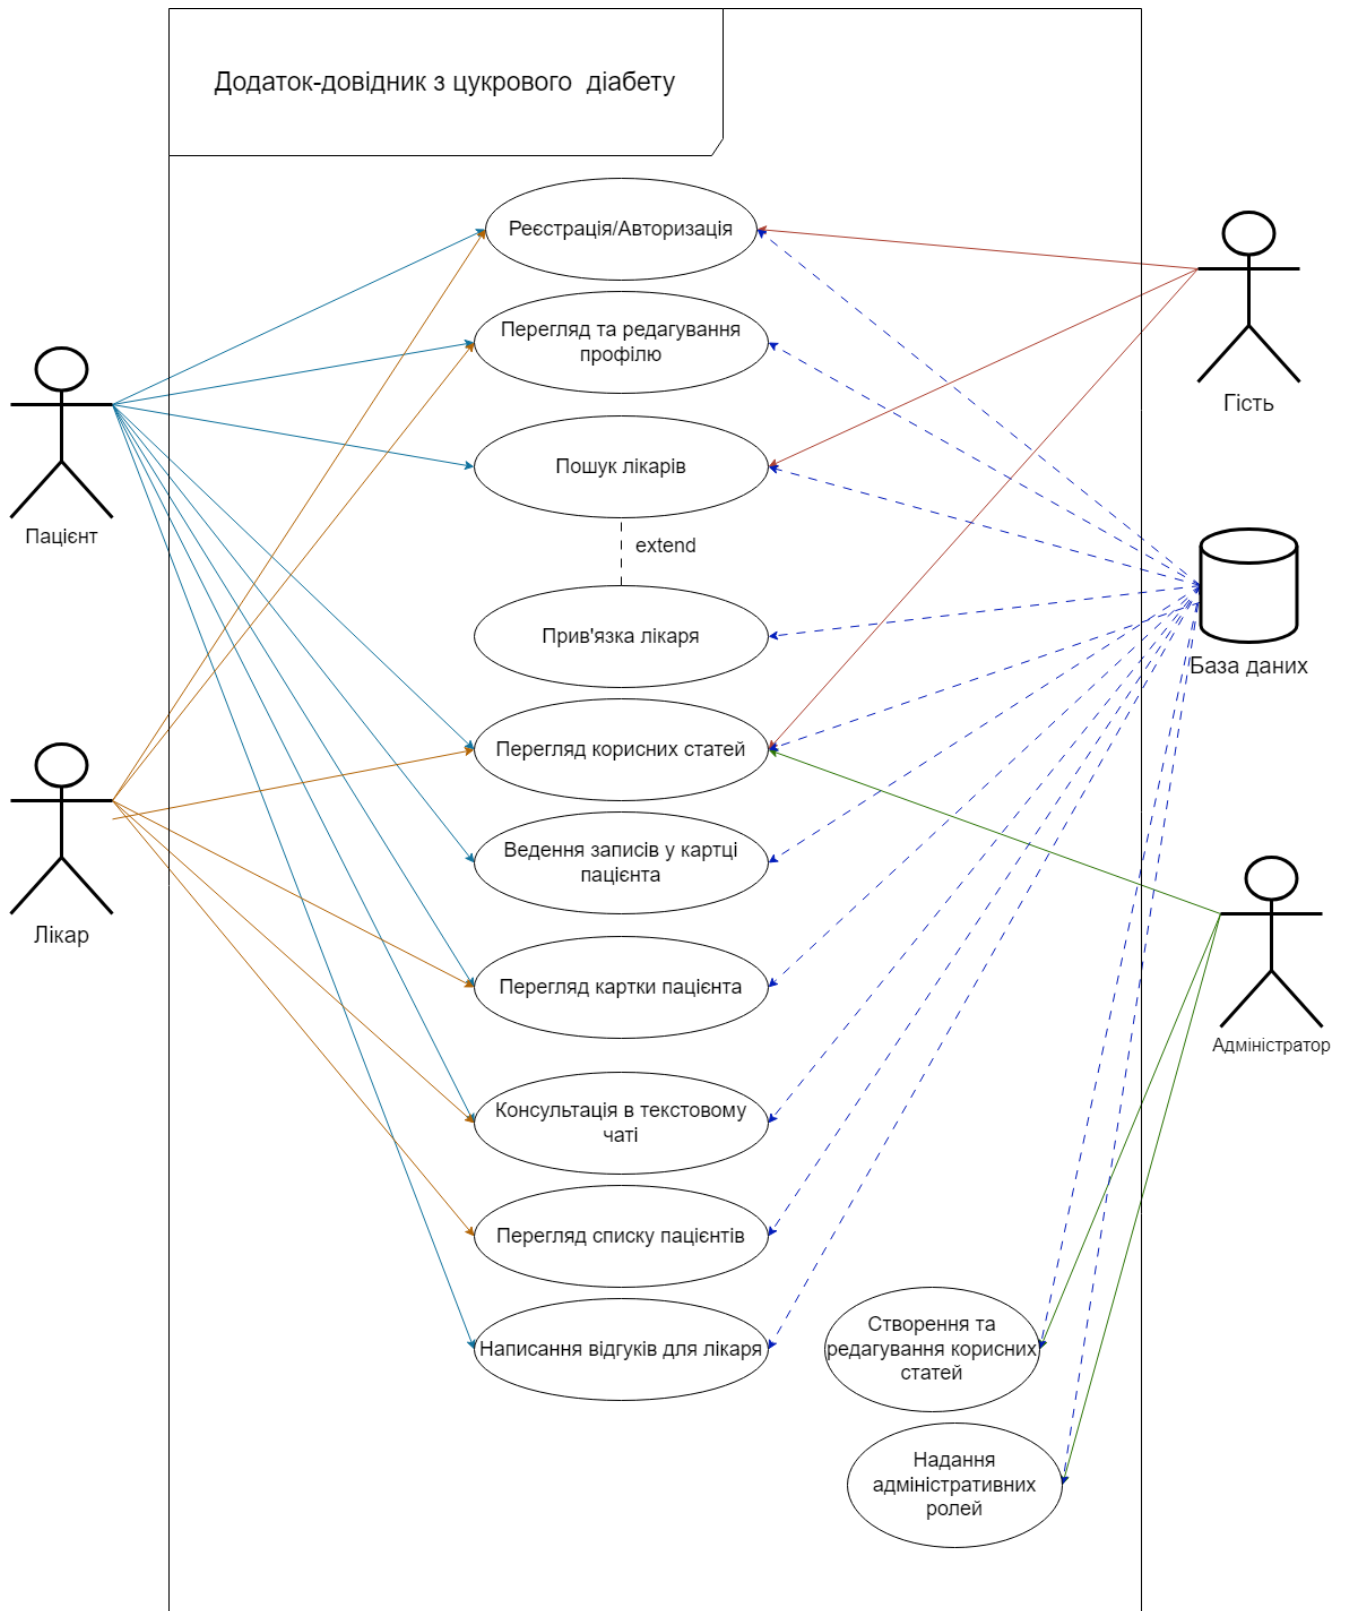 Додаток-довідник з цукрового діабету
Реєстрація/Авторизація
Гість
Перегляд та редагування
профілю
Пошук лікарів
Пацієнт
extend
Прив'язка лікаря
База даних
Перегляд корисних статей
Ведення записів у картці
пацієнта
Лікар
Перегляд картки пацієнта
Адміністратор
Консультація в текстовому
чаті
Перегляд списку пацієнтів
Написання відгуків для лікаря
Створення та
редагування корисних
статей
Надання
адміністративних
ролей